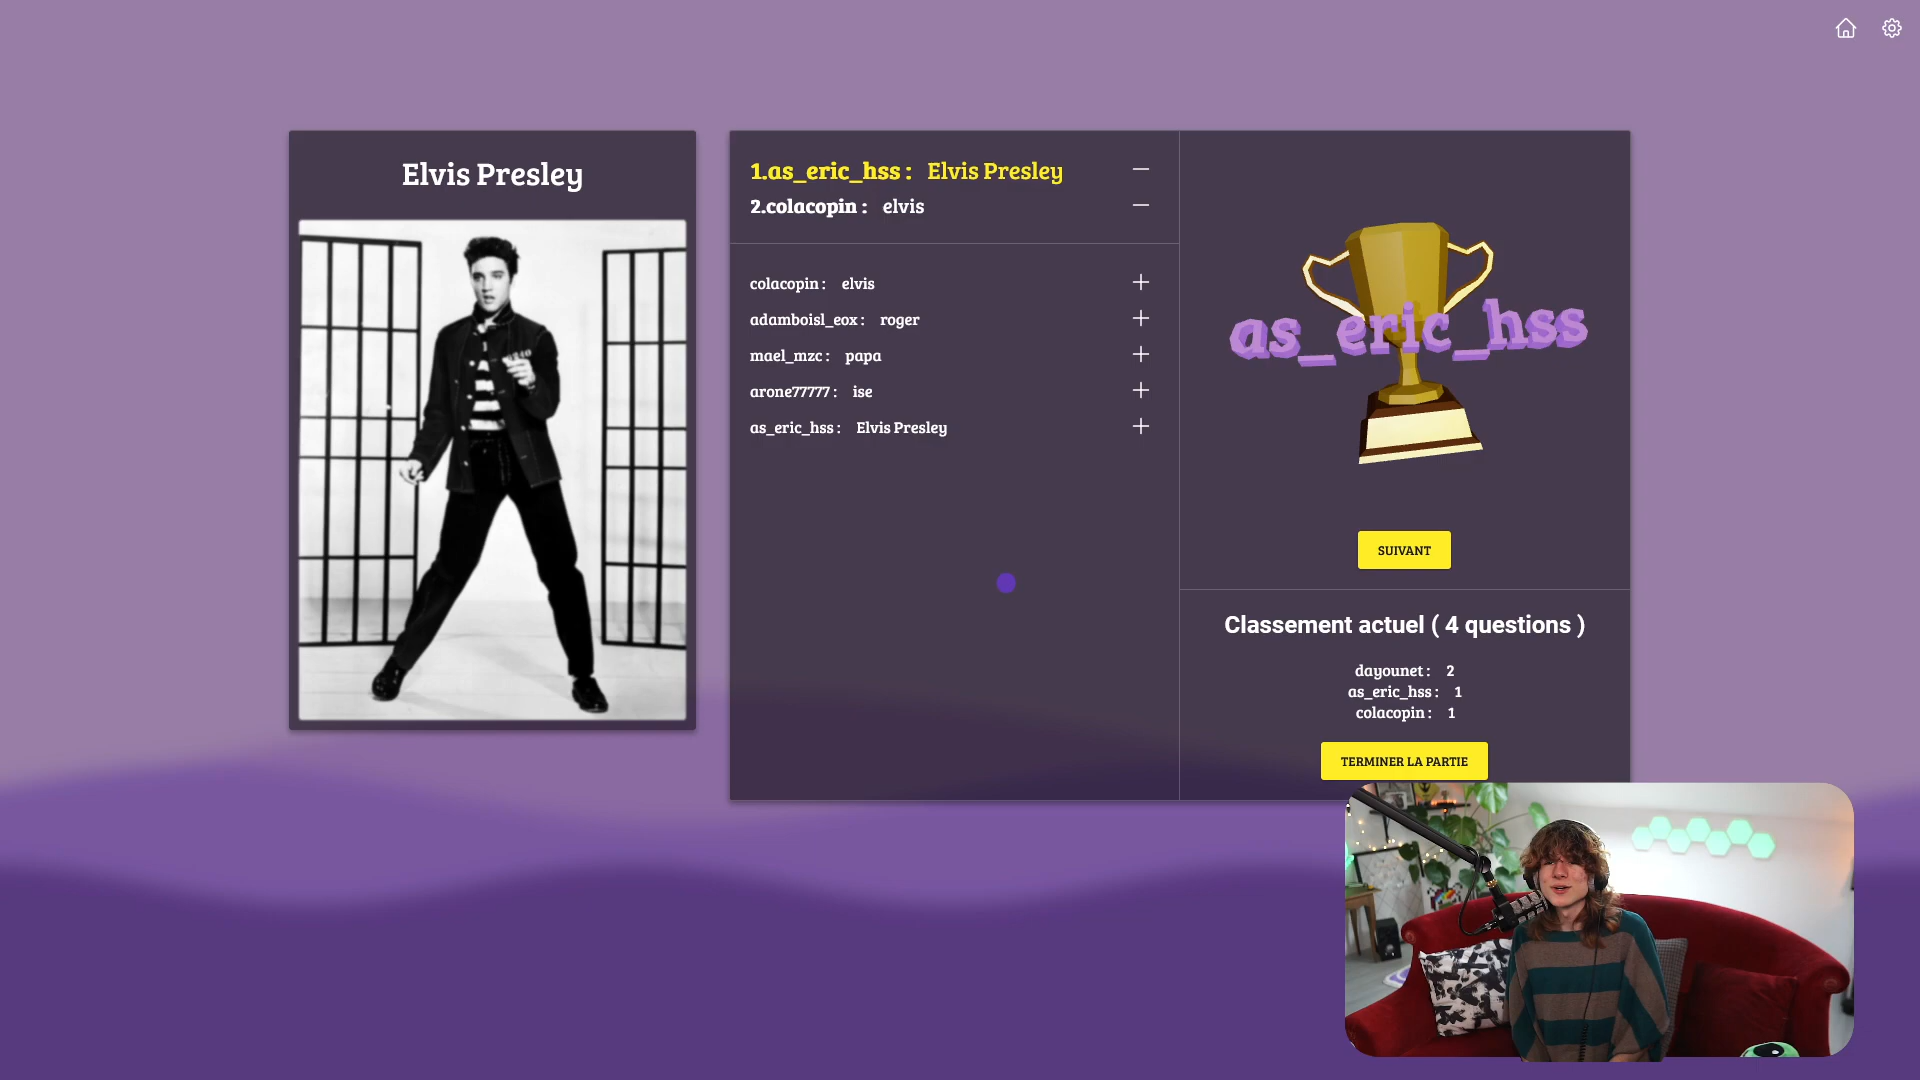 Elvis Presley
1.as_eric_hss : Elvis Presley
2.colacopin : elvis
colacopin : elvis
adamboisl_eox : roger
mael_mzc : papa
arone77777 : ise
as_eric_hss : Elvis Presley
as_eric_hss
SUIVANT
Classement actuel ( 4 questions )
dayounet : 2
as_eric_hss : 1
colacopin : 1
TERMINER LA PARTIE